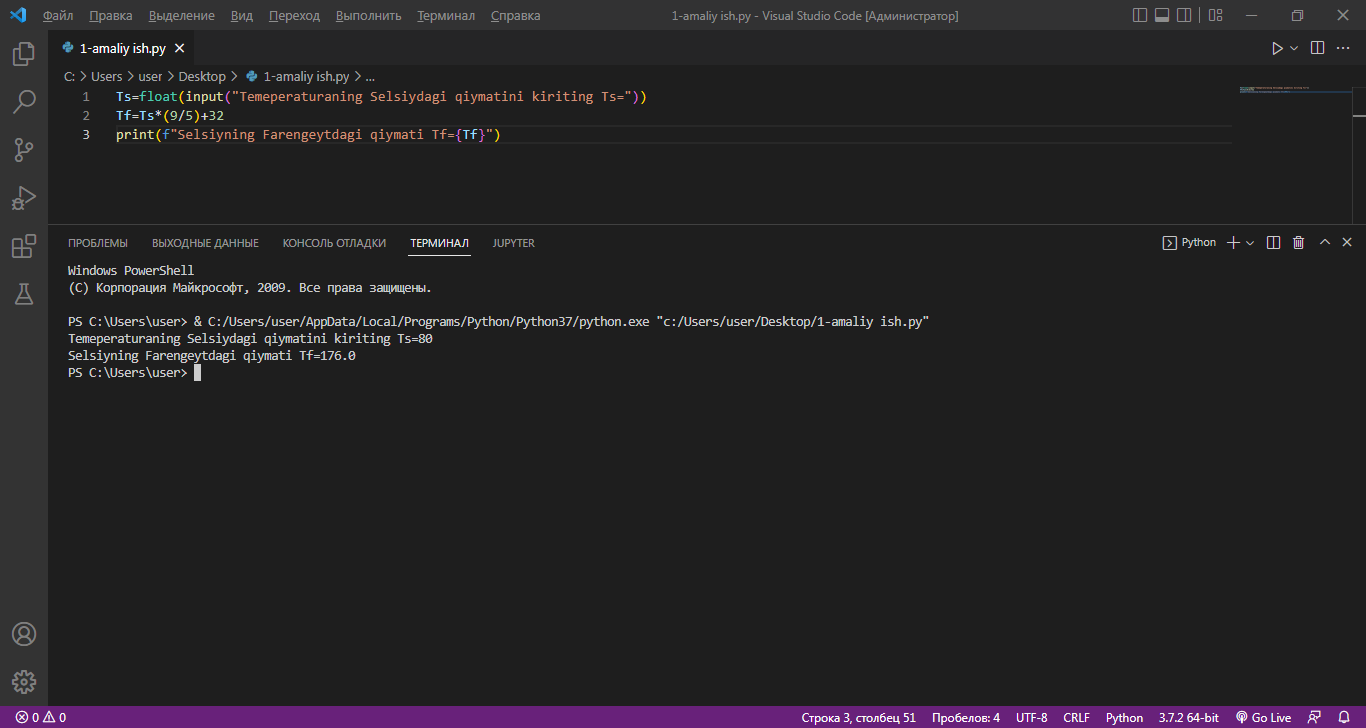 Файл Правка Выделение Вид Переход Выполнить Терминал Справка 1-amaliy ish.py - Visual Studio Code [Администратор]
1-amaliy ish.py
C: > Users > user > Desktop > 1-amaliy ish.py > ...
1 Ts=float(input("Temeperaturaning Selsiydagi qiymatini kiriting Ts="))
2 Tf=Ts*(9/5)+32
3 print(f"Selsiyning Farengeytdagi qiymati Tf={Tf}")
ПРОБЛЕМЫ ВЫХОДНЫЕ ДАННЫЕ КОНСОЛЬ ОТЛАДКИ ТЕРМИНАЛ JUPYTER Python
Windows PowerShell
(C) Корпорация Майкрософт, 2009. Все права защищены.
PS C:\Users\user> & C:/Users/user/AppData/Local/Programs/Python/Python37/python.exe "c:/Users/user/Desktop/1-amaliy ish.py"
Temeperaturaning Selsiydagi qiymatini kiriting Ts=80
Selsiyning Farengeytdagi qiymati Tf=176.0
PS C:\Users\user>
0 0 Строка 3, столбец 51 Пробелов: 4 UTF-8 CRLF Python 3.7.2 64-bit Go Live